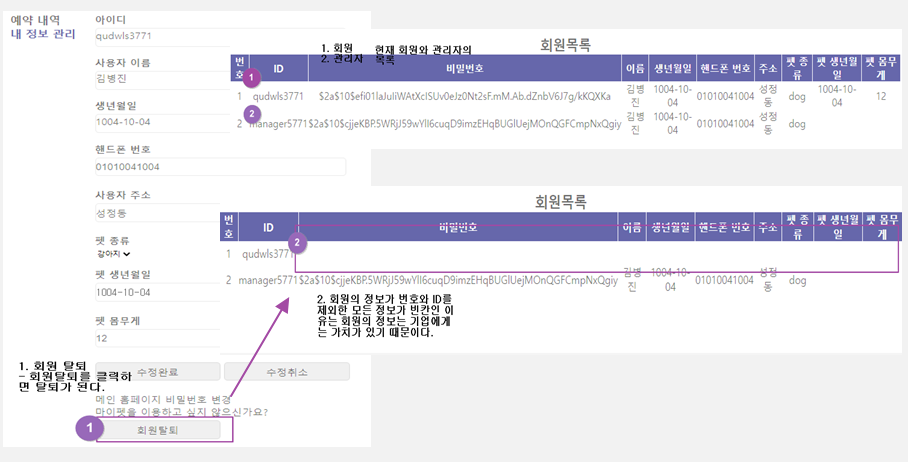 예약 내역
내 정보 관리
아이디
qudwls3771
사용자 이름
김병진
생년월일
1004-10-04
핸드폰 번호
01010041004
사용자 주소
성정동
펫 종류
강아지
펫 생년월일
1004-10-04
펫 몸무게
12
수정완료 수정취소
메인 홈페이지 비밀번호 변경
마이펫을 이용하고 싶지 않으신가요?
회원탈퇴
1
1. 회원 탈퇴
- 회원탈퇴를 클릭하
면 탈퇴가 된다.
1. 회원
2. 관리자
현재 회원와 관리자의
목록
회원목록
번호 ID 비밀번호 이름 생년월일 핸드폰 번호 주소 펫 종류 펫 생년월일 펫 몸무게
1
1 qudwls3771 김병진 1004-10-04 01010041004 성정동 dog 1004-10-04 12
2
2 manager5771 김병진 1004-10-04 01010041004 성정동 dog
회원목록
번호 ID 비밀번호 이름 생년월일 핸드폰 번호 주소 펫 종류 펫 생년월일 펫 몸무게
2
1 qudwls3771
2 manager5771 김병진 1004-10-04 01010041004 성정동 dog
2. 회원의 정보가 번호와 ID를
제외한 모든 정보가 빈칸인 이
유는 회원의 정보는 기업에게
는 가치가 있기 때문이다.